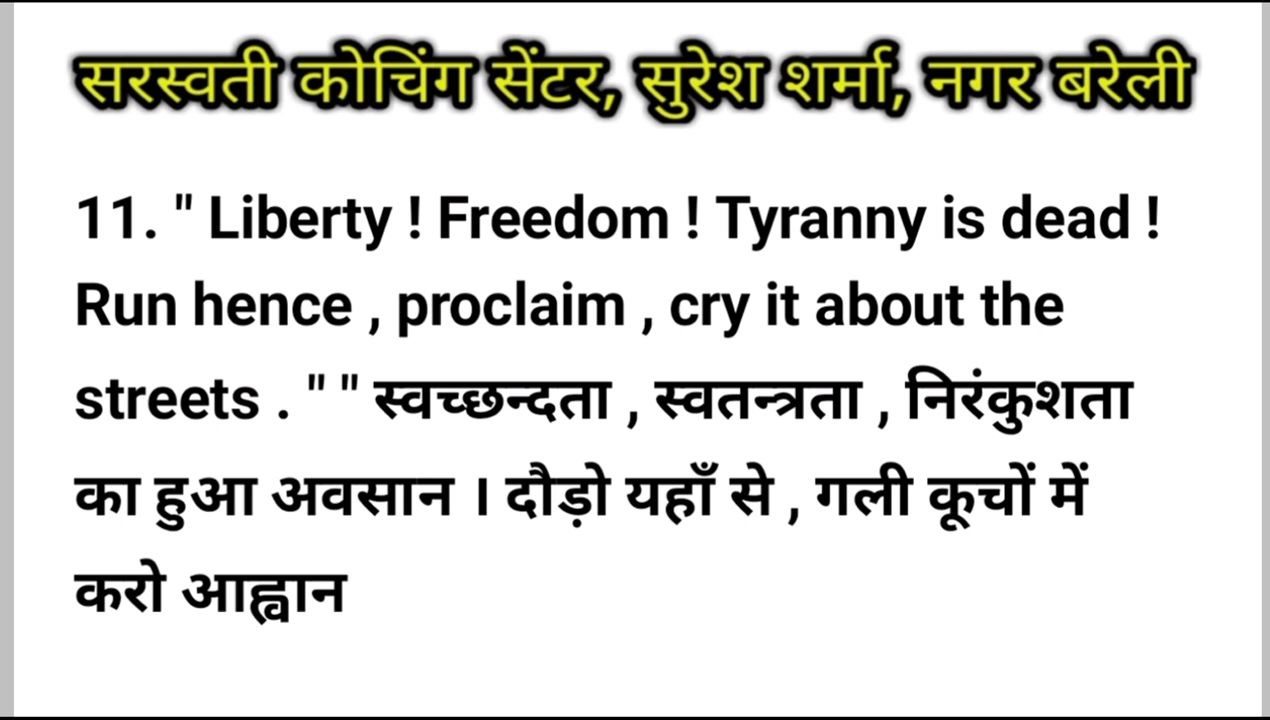 सरस्वती कोचिंग सेंटर, सुरेश शर्मा, नगर बरेली
11. " Liberty ! Freedom ! Tyranny is dead !
Run hence , proclaim , cry it about the
streets . " " स्वच्छन्दता , स्वतन्त्रता , निरंकुशता
का हुआ अवसान । दौड़ो यहाँ से , गली कूचों में
करो आह्वान